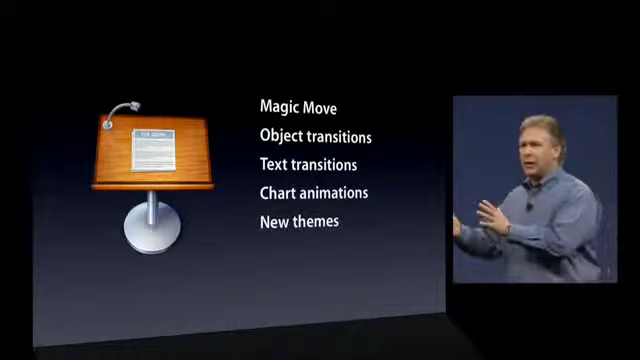 Magic Move
Object transitions
Text transitions
Chart animations
New themes